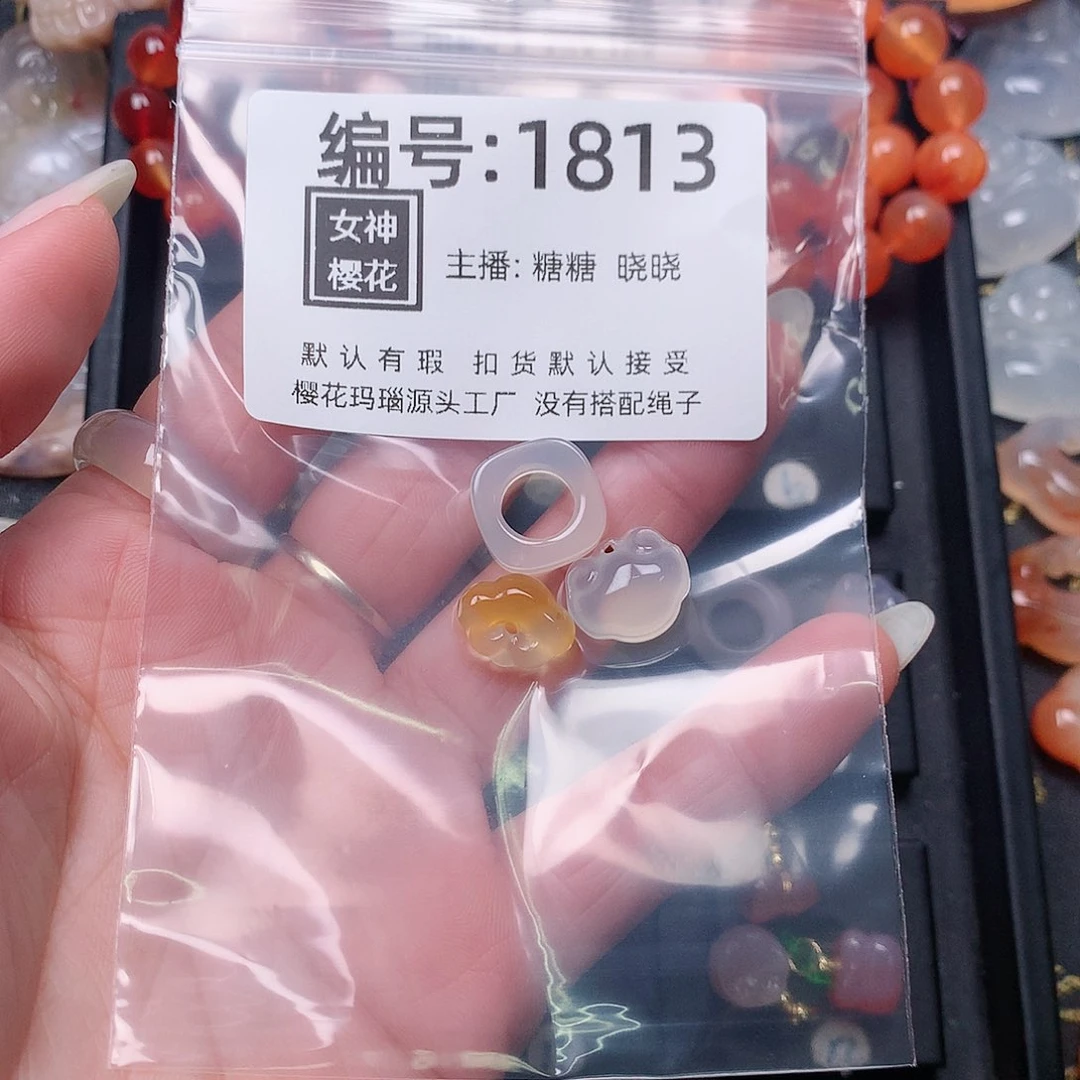 编号:1813
女神
樱花
主播: 糖糖 晓晓
默认有瑕 扣货默认接受
樱花玛瑙源头工厂 没有搭配绳子